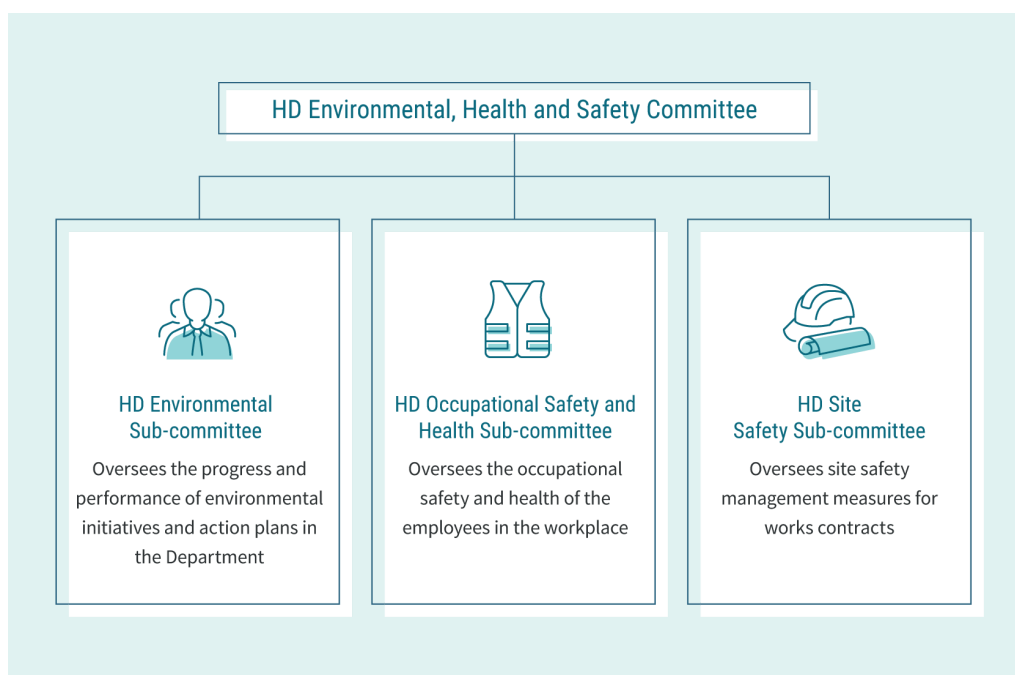 HD Environmental, Health and Safety Committee
HD Environmental
Sub-committee
Oversees the progress and
performance of environmental
initiatives and action plans in
the Department
HD Occupational Safety and
Health Sub-committee
Oversees the occupational
safety and health of the
employees in the workplace
HD Site
Safety Sub-committee
Oversees site safety
management measures for
works contracts